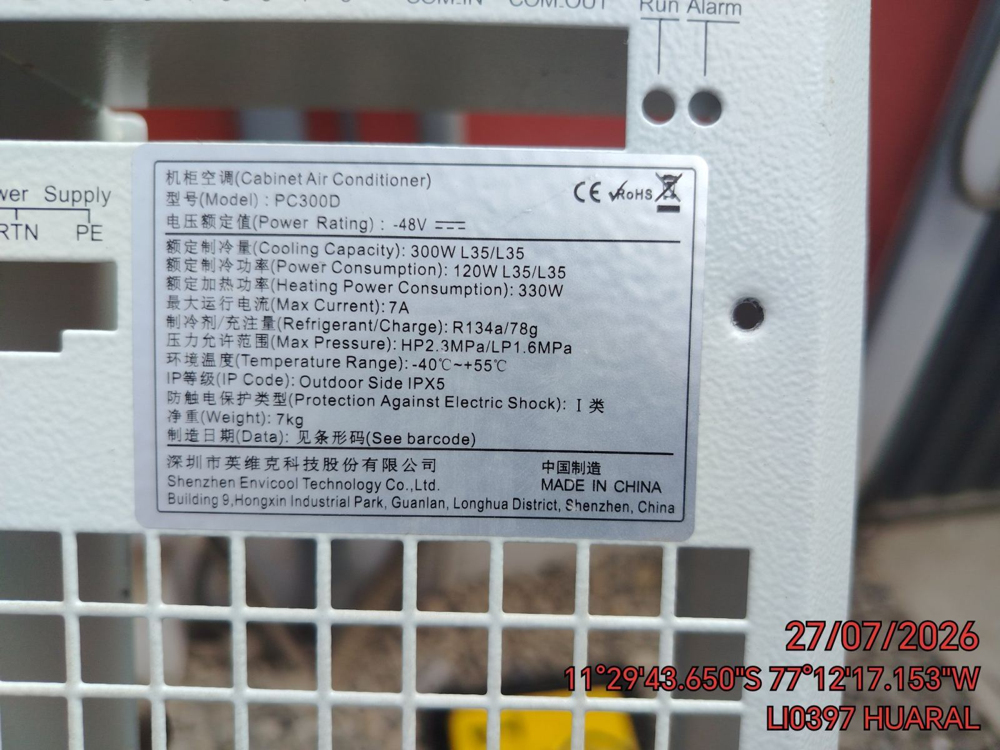 COM-IN COM-OUT Run Alarm
Supply
RTN PE
机柜空调(Cabinet Air Conditioner)
型号(Model) : PC300D
CE RoHS
电压额定值(Power Rating) : -48V
额定制冷量(Cooling Capacity): 300W L35/L35
额定制冷功率(Power Consumption): 120W L35/L35
额定加热功率(Heating Power Consumption): 330W
最大运行电流(Max Current): 7A
制冷剂/充注量(Refrigerant/Charge): R134a/78g
压力允许范围(Max Pressure): HP2.3MPa/LP1.6MPa
环境温度(Temperature Range): -40℃~+55℃
IP等级(IP Code): Outdoor Side IPX5
防触电保护类型(Protection Against Electric Shock): I 类
净重(Weight): 7kg
制造日期(Data): 见条形码(See barcode)
深圳市英维克科技股份有限公司
中国制造
Shenzhen Envicool Technology Co.,Ltd.
MADE IN CHINA
Building 9,Hongxin Industrial Park, Guanlan, Longhua District, Shenzhen, China
27/07/2026
11°29'43.650"S 77°12'17.153"W
LI0397 HUARAL